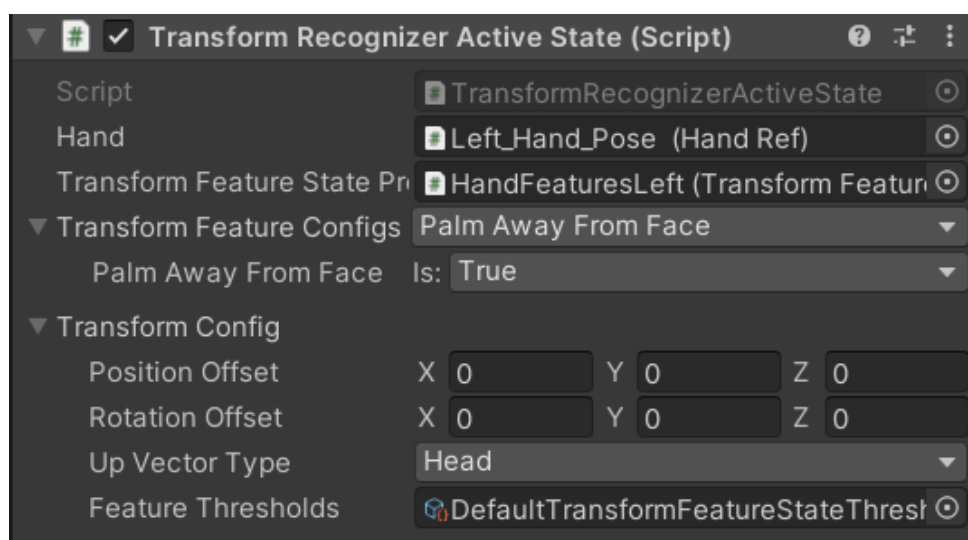 Transform Recognizer Active State (Script)
Script TransformRecognizerActiveState
Hand Left_Hand_Pose (Hand Ref)
Transform Feature State Pr HandFeaturesLeft (Transform Featur
Transform Feature Configs Palm Away From Face
Palm Away From Face Is: True
Transform Config
Position Offset X 0 Y 0 Z 0
Rotation Offset X 0 Y 0 Z 0
Up Vector Type Head
Feature Thresholds DefaultTransformFeatureStateThresh